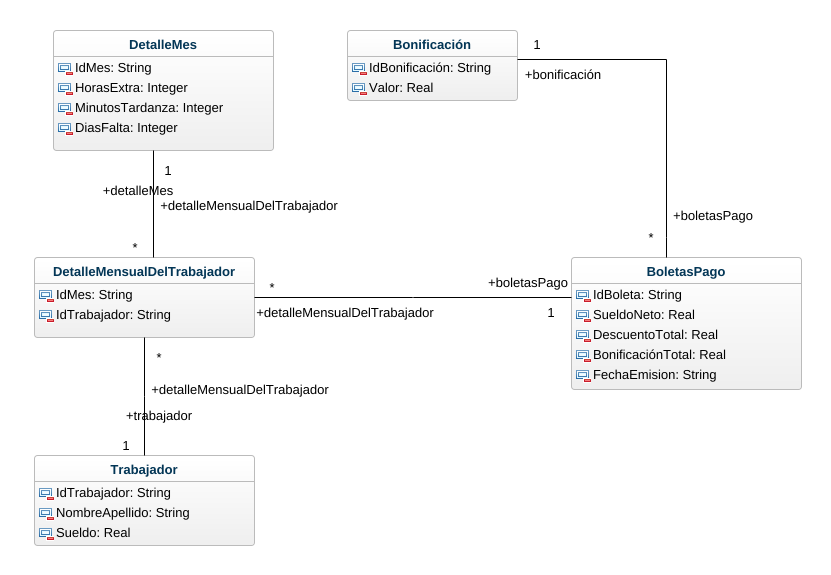 DetalleMes
IdMes: String
HorasExtra: Integer
MinutosTardanza: Integer
DiasFalta: Integer
Bonificación
IdBonificación: String
Valor: Real
1
+bonificación
1
+detalleMes
+detalleMensualDelTrabajador
*
+boletasPago
*
DetalleMensualDelTrabajador
IdMes: String
IdTrabajador: String
*
+detalleMensualDelTrabajador
+boletasPago
1
BoletasPago
IdBoleta: String
SueldoNeto: Real
DescuentoTotal: Real
BonificaciónTotal: Real
FechaEmision: String
*
+detalleMensualDelTrabajador
+trabajador
1
Trabajador
IdTrabajador: String
NombreApellido: String
Sueldo: Real